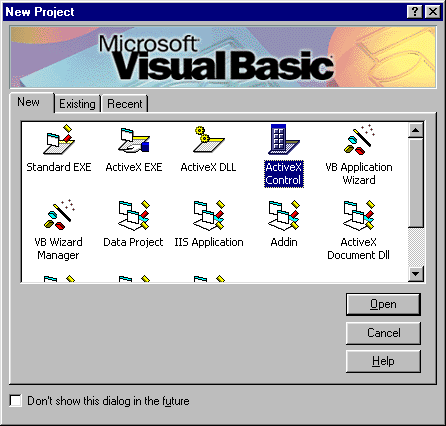 New Project
Microsoft
Visual Basic
New Existing Recent
Standard EXE ActiveX EXE ActiveX DLL ActiveX Control VB Application Wizard
VB Wizard Manager Data Project IIS Application Addin ActiveX Document Dll
Open
Cancel
Help
Don't show this dialog in the future